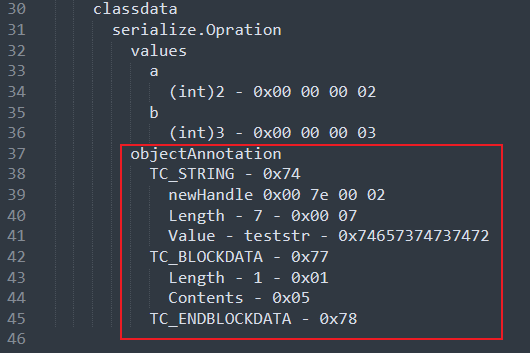 30 classdata
31 serialize.Opration
32 values
33 a
34 (int)2 - 0x00 00 00 02
35 b
36 (int)3 - 0x00 00 00 03
37 objectAnnotation
38 TC_STRING - 0x74
39 newHandle 0x00 7e 00 02
40 Length - 7 - 0x00 07
41 Value - teststr - 0x74657374737472
42 TC_BLOCKDATA - 0x77
43 Length - 1 - 0x01
44 Contents - 0x05
45 TC_ENDBLOCKDATA - 0x78
46